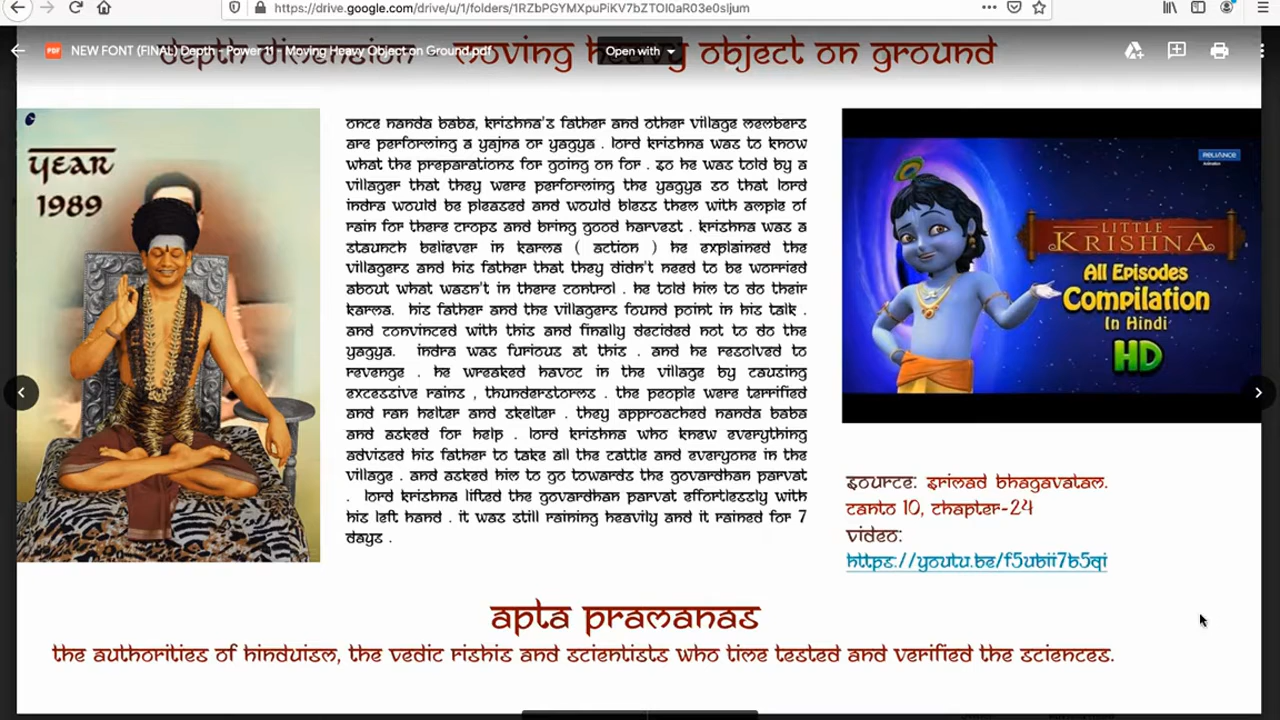 https://drive.google.com/drive/u/1/folders/1RZbPGYMXpuPiKV7bZTOI0aR03e0sIjum
NEW FONT (FINAL) Depth - Power 11 - Moving Heavy Object on Ground.pdf
Open with
depth dimension - moving heavy object on ground
YEAR
1989
once nanda baba, krishna's father and other village members
are performing a yajna or yagya . lord krishna was to know
what the preparations for going on for . so he was told by a
villager that they were performing the yagya so that lord
indra would be pleased and would bless them with ample of
rain for there crops and bring good harvest . krishna was a
staunch believer in karma ( action ) he explained the
villagers and his father that they didn't need to be worried
about what wasn't in there control . he told him to do their
karma. his father and the villagers found point in his talk .
and convinced with this and finally decided not to do the
yagya. indra was furious at this . and he resolved to
revenge . he wreaked havoc in the village by causing
excessive rains , thunderstorms . the people were terrified
and ran helter and skelter . they approached nanda baba
and asked for help . lord krishna who knew everything
advised his father to take all the cattle and everyone in the
village . and asked him to go towards the govardhan parvat
. lord krishna lifted the govardhan parvat effortlessly with
his left hand . it was still raining heavily and it rained for 7
days .
RELIANCE
Animation
LITTLE
KRISHNA
All Episodes
Compilation
In Hindi
HD
source: srimad bhagavatam.
canto 10, chapter-24
video:
https://youtu.be/f5ubii7b5qi
apta pramanas
the authorities of hinduism, the vedic rishis and scientists who time tested and verified the sciences.